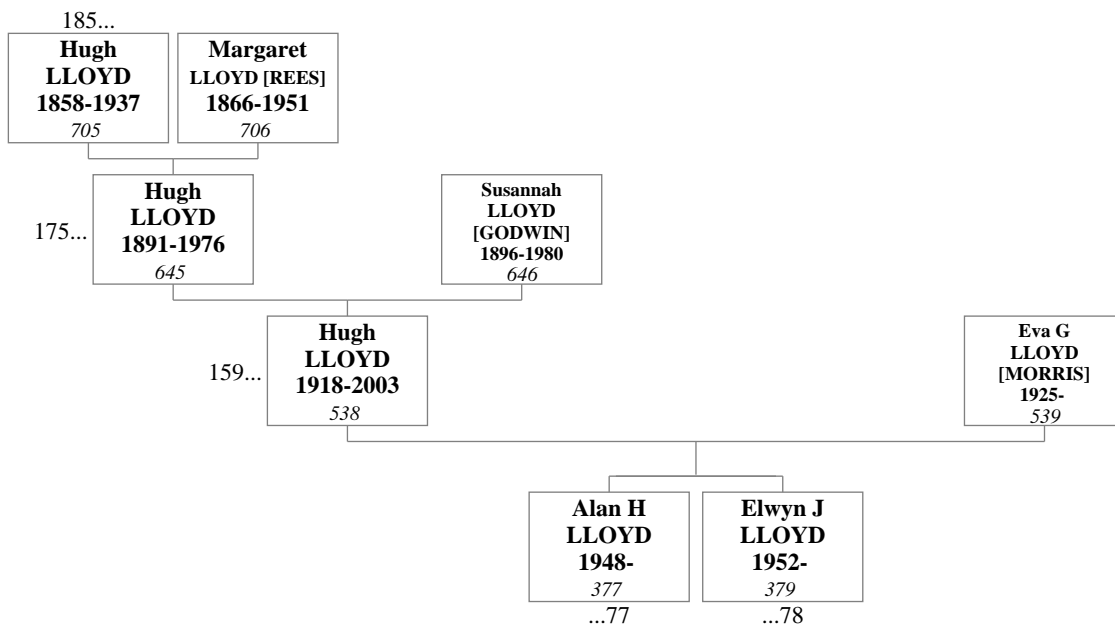 185...
Hugh
LLOYD
1858-1937
705
Margaret
LLOYD [REES]
1866-1951
706
175...
Hugh
LLOYD
1891-1976
645
Susannah
LLOYD
[GODWIN]
1896-1980
646
159...
Hugh
LLOYD
1918-2003
538
Eva G
LLOYD
[MORRIS]
1925-
539
Alan H
LLOYD
1948-
377
...77
Elwyn J
LLOYD
1952-
379
...78